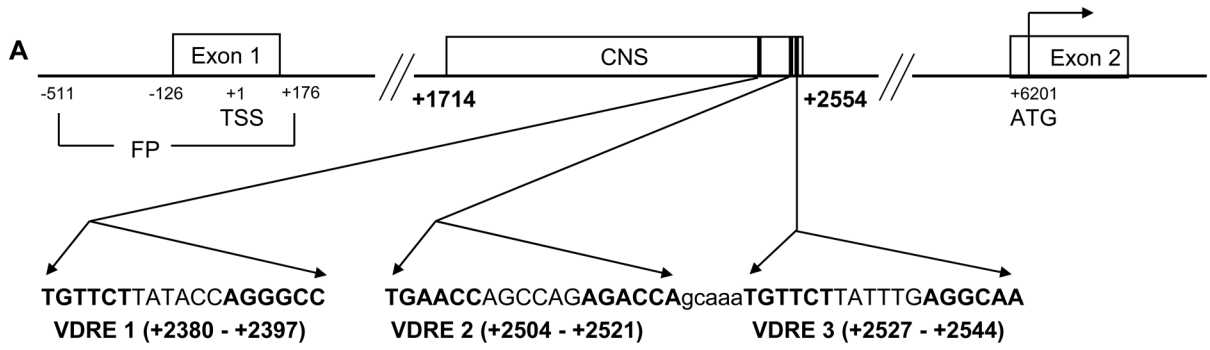 A
Exon 1
CNS
Exon 2
-511
-126
+1
+176
+1714
+2554
+6201
TSS
ATG
FP
TGTTCTTATACCAGGGCC
TGAACCAGCCAGAGACCAgcaaaTGTTCTTATTTGAGGCAA
VDRE 1 (+2380 - +2397)
VDRE 2 (+2504 - +2521)
VDRE 3 (+2527 - +2544)